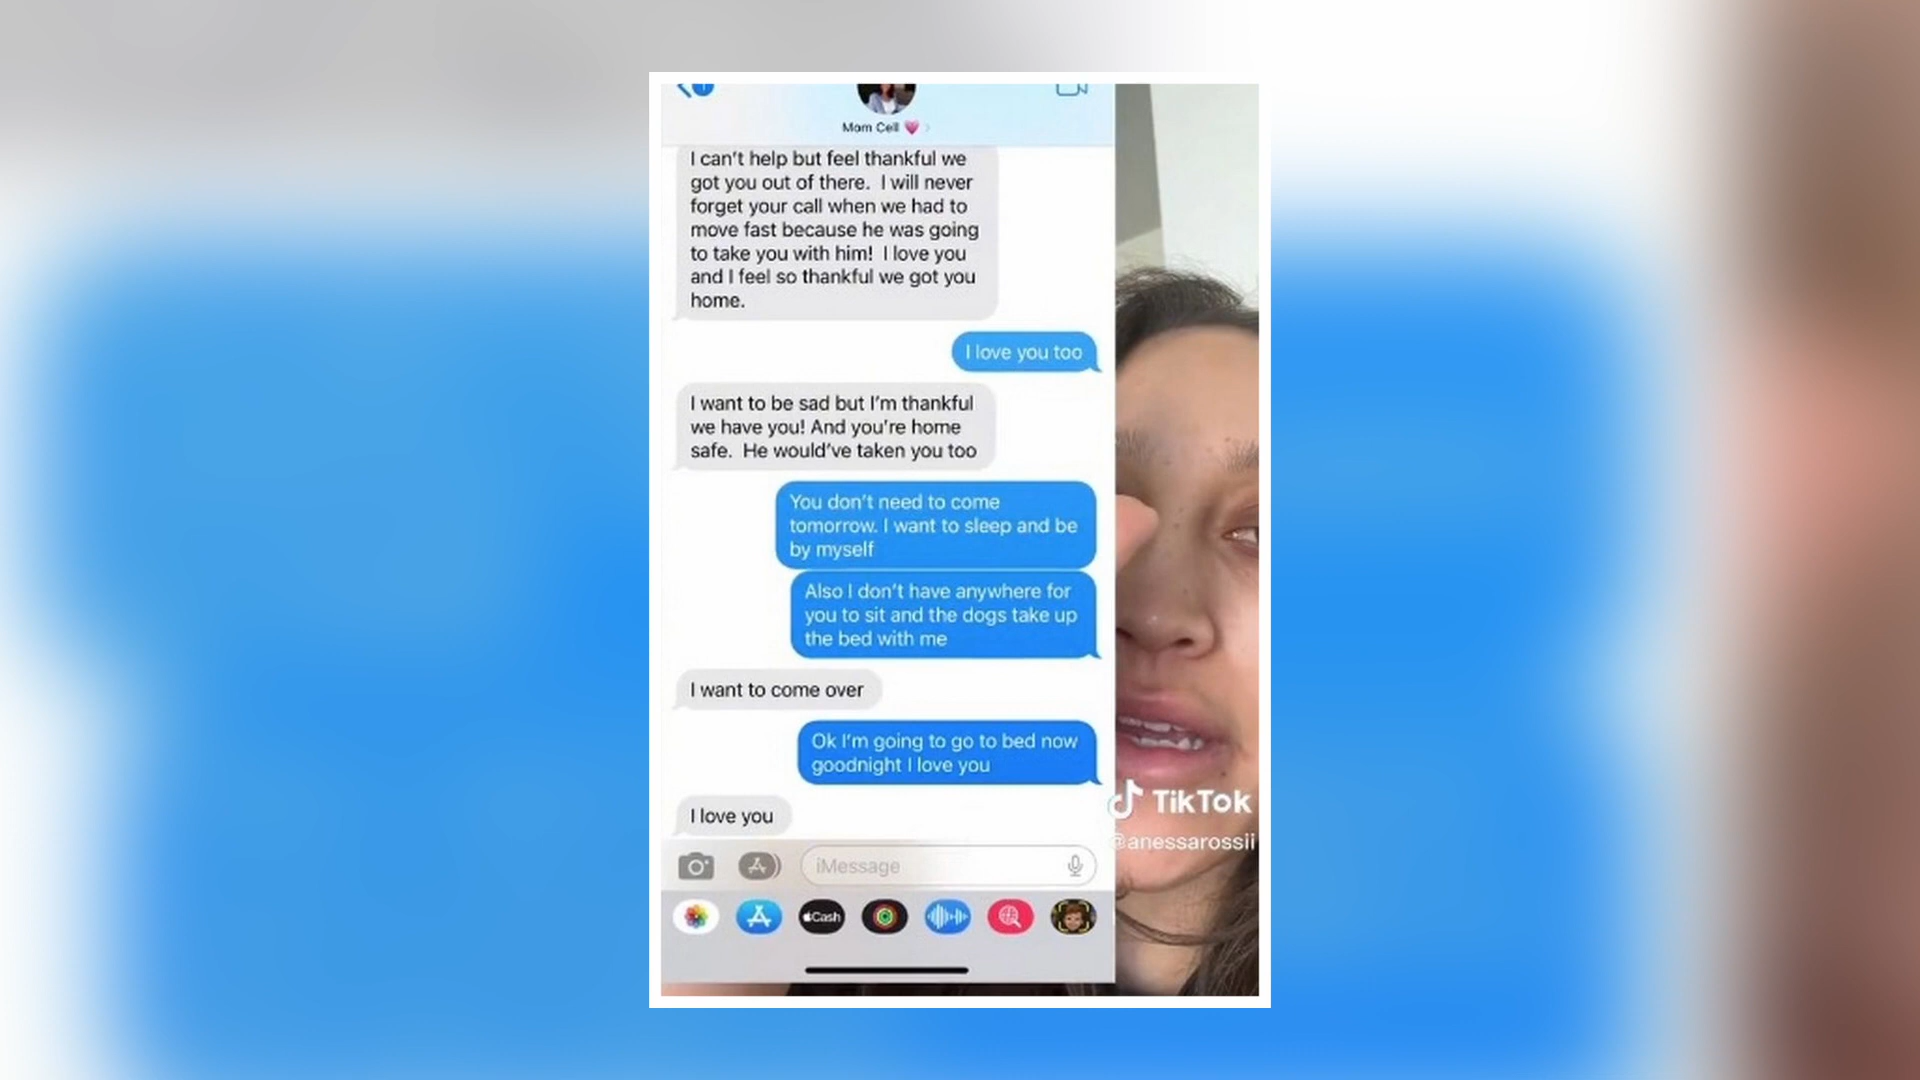 Mom Cell
I can't help but feel thankful we
got you out of there. I will never
forget your call when we had to
move fast because he was going
to take you with him! I love you
and I feel so thankful we got you
home.
I love you too
I want to be sad but I'm thankful
we have you! And you're home
safe. He would've taken you too
You don't need to come
tomorrow. I want to sleep and be
by myself
Also I don't have anywhere for
you to sit and the dogs take up
the bed with me
I want to come over
Ok I'm going to go to bed now
goodnight I love you
I love you
iMessage
Cash
TikTok
@anessarossii